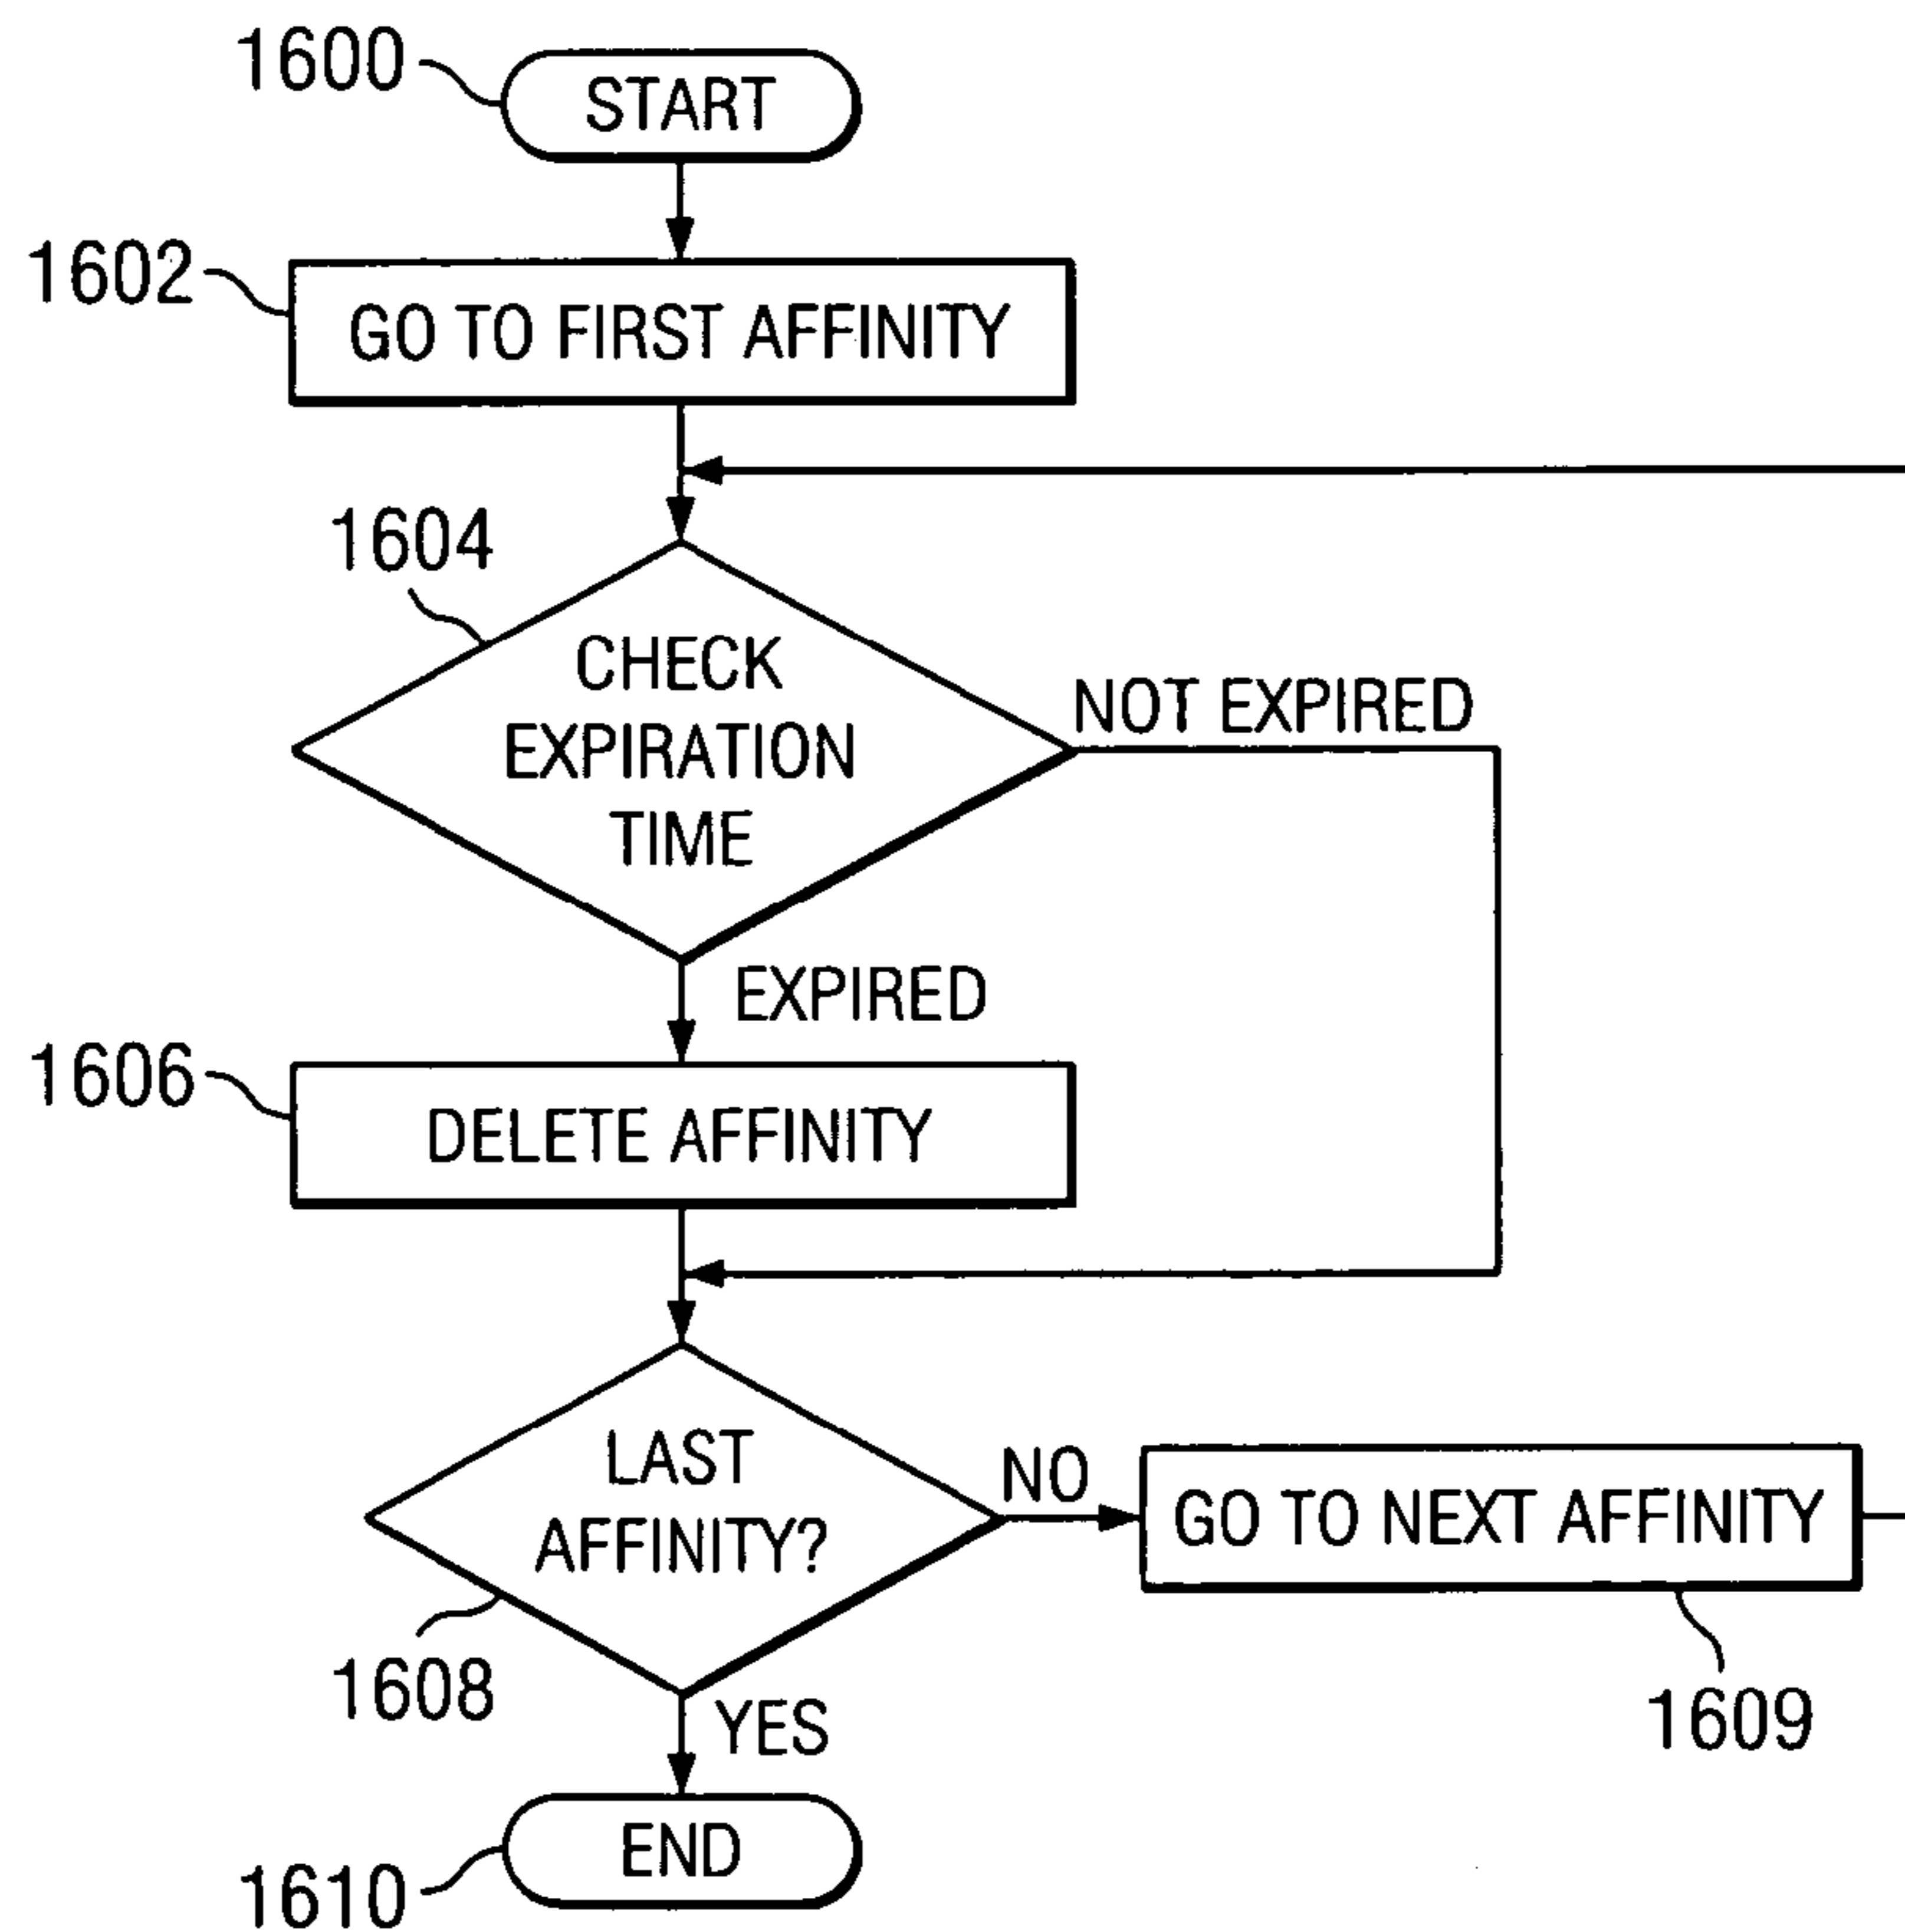 1600
START
1602
GO TO FIRST AFFINITY
1604
CHECK
EXPIRATION
TIME
NOT EXPIRED
EXPIRED
1606
DELETE AFFINITY
LAST
AFFINITY?
NO
GO TO NEXT AFFINITY
1608
1609
YES
END
1610